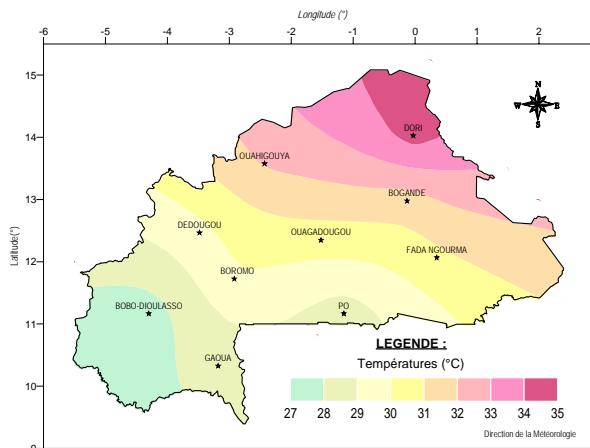 Longitude (°)
-6 -5 -4 -3 -2 -1 0 1 2
15
14
13
12
11
10
9
Latitude(°)
N
W E
S
DORI
OUAHIGOUYA
BOGANDE
DEDOUGOU
OUAGADOUGOU
FADA NGOURMA
BOROMO
BOBO-DIOULASSO
PO
GAOUA
LEGENDE :
Températures (°C)
27 28 29 30 31 32 33 34 35
Direction de la Météorologie